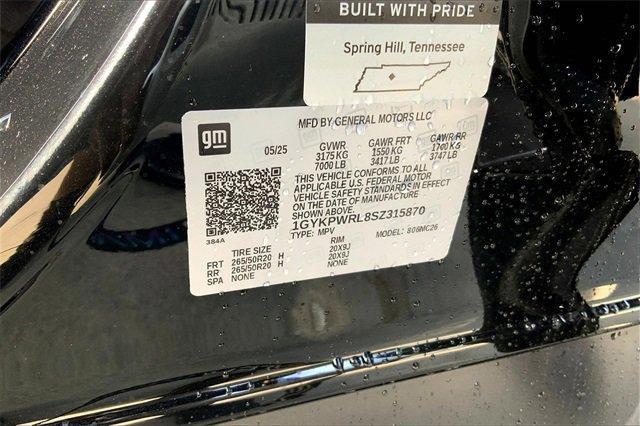 BUILT WITH PRIDE
Spring Hill, Tennessee
gm
MFD BY GENERAL MOTORS LLC
05/25 GVWR GAWR FRT GAWR RR
3175 KG 1550 KG 1700 KG
7000 LB 3417 LB 3747 LB
THIS VEHICLE CONFORMS TO ALL
APPLICABLE U.S. FEDERAL MOTOR
VEHICLE SAFETY STANDARDS IN EFFECT
ON THE DATE OF MANUFACTURE
SHOWN ABOVE.
1GYKPWRL8SZ315870
TYPE: MPV MODEL: 6O6MC26
384A
TIRE SIZE RIM
FRT 265/50R20 H 20X9J
RR 265/50R20 H 20X9J
SPA NONE NONE